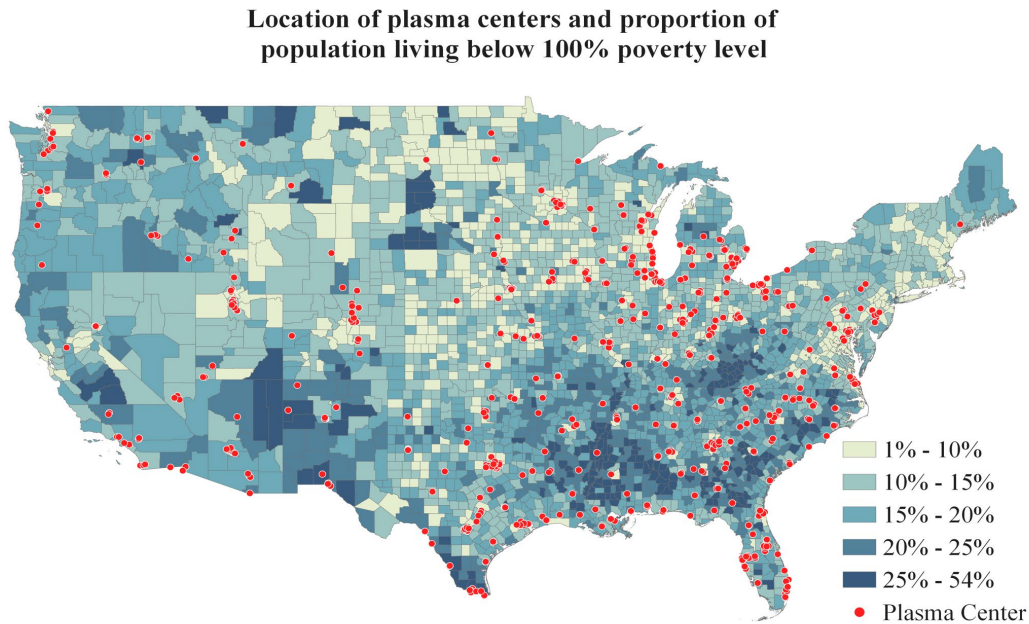 Location of plasma centers and proportion of
population living below 100% poverty level
1% - 10%
10% - 15%
15% - 20%
20% - 25%
25% - 54%
Plasma Center